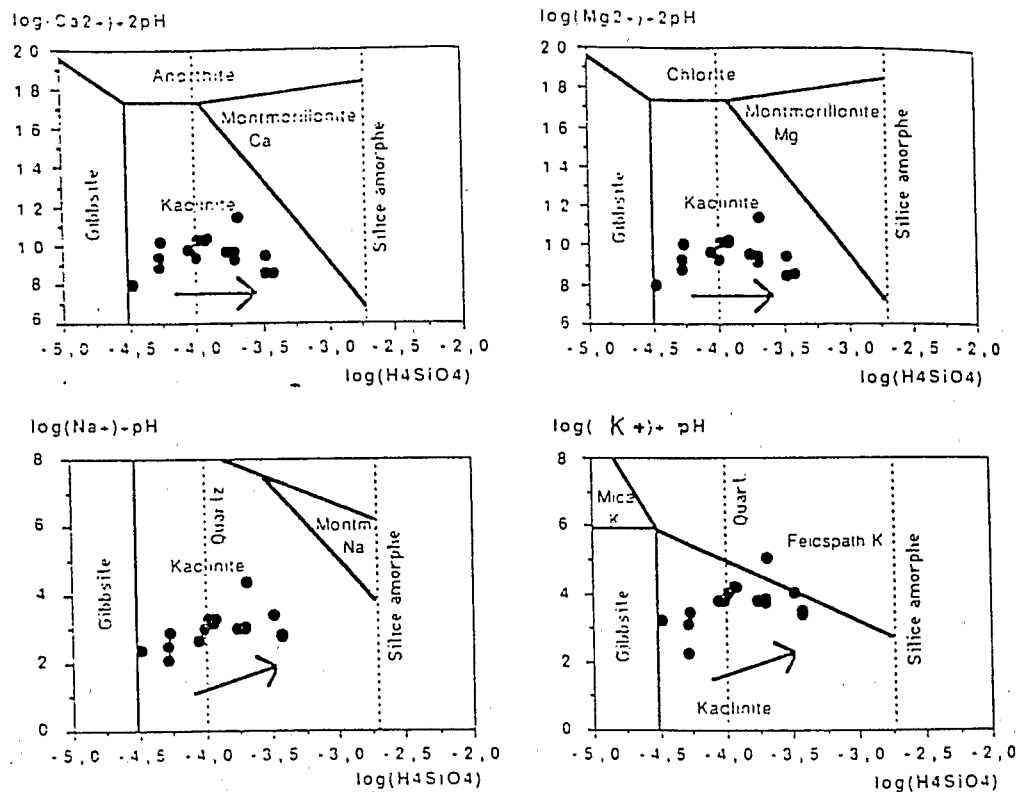 log(Ca2+)+2pH
20
18
16
14
12
10
8
6
Anorthite
Montmorillonite
Ca
Gibbsite
Kaolinite
Silice amorphe
-5,0 -4,5 -4,0 -3,5 -3,0 -2,5 -2,0
log(H4SiO4)
log(Mg2+)+2pH
20
18
16
14
12
10
8
6
Chlorite
Montmorillonite
Mg
Gibbsite
Kaolinite
Silice amorphe
-5,0 -4,5 -4,0 -3,5 -3,0 -2,5 -2,0
log(H4SiO4)
log(Na+)+pH
8
6
4
2
0
Quartz
Montm.
Na
Kaolinite
Gibbsite
Silice amorphe
-5,0 -4,5 -4,0 -3,5 -3,0 -2,5 -2,0
log(H4SiO4)
log( K+)+ pH
8
6
4
2
0
Mica
K
Quart
Feldspath K
Gibbsite
Silice amorphe
Kaolinite
-5,0 -4,5 -4,0 -3,5 -3,0 -2,5 -2,0
log(H4SiO4)